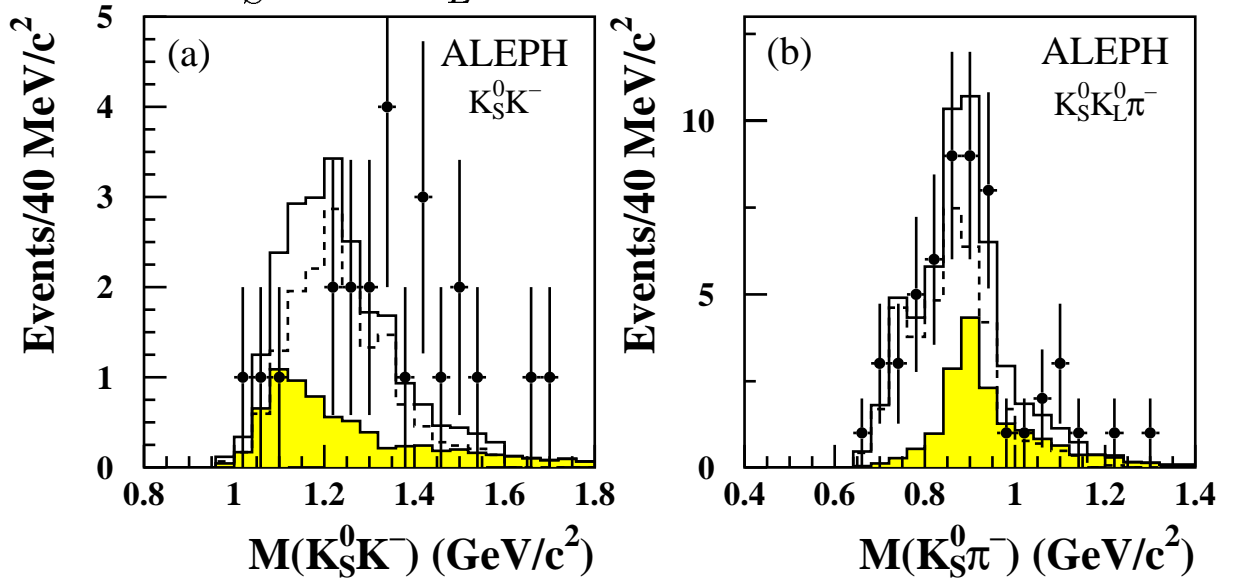 S L
(a) ALEPH
K⁰SK⁻
Events/40 MeV/c²
5
4
3
2
1
0
0.8 1 1.2 1.4 1.6 1.8
M(K⁰SK⁻) (GeV/c²)
(b) ALEPH
K⁰SK⁰Lπ⁻
Events/40 MeV/c²
10
5
0
0.4 0.6 0.8 1 1.2 1.4
M(K⁰Sπ⁻) (GeV/c²)